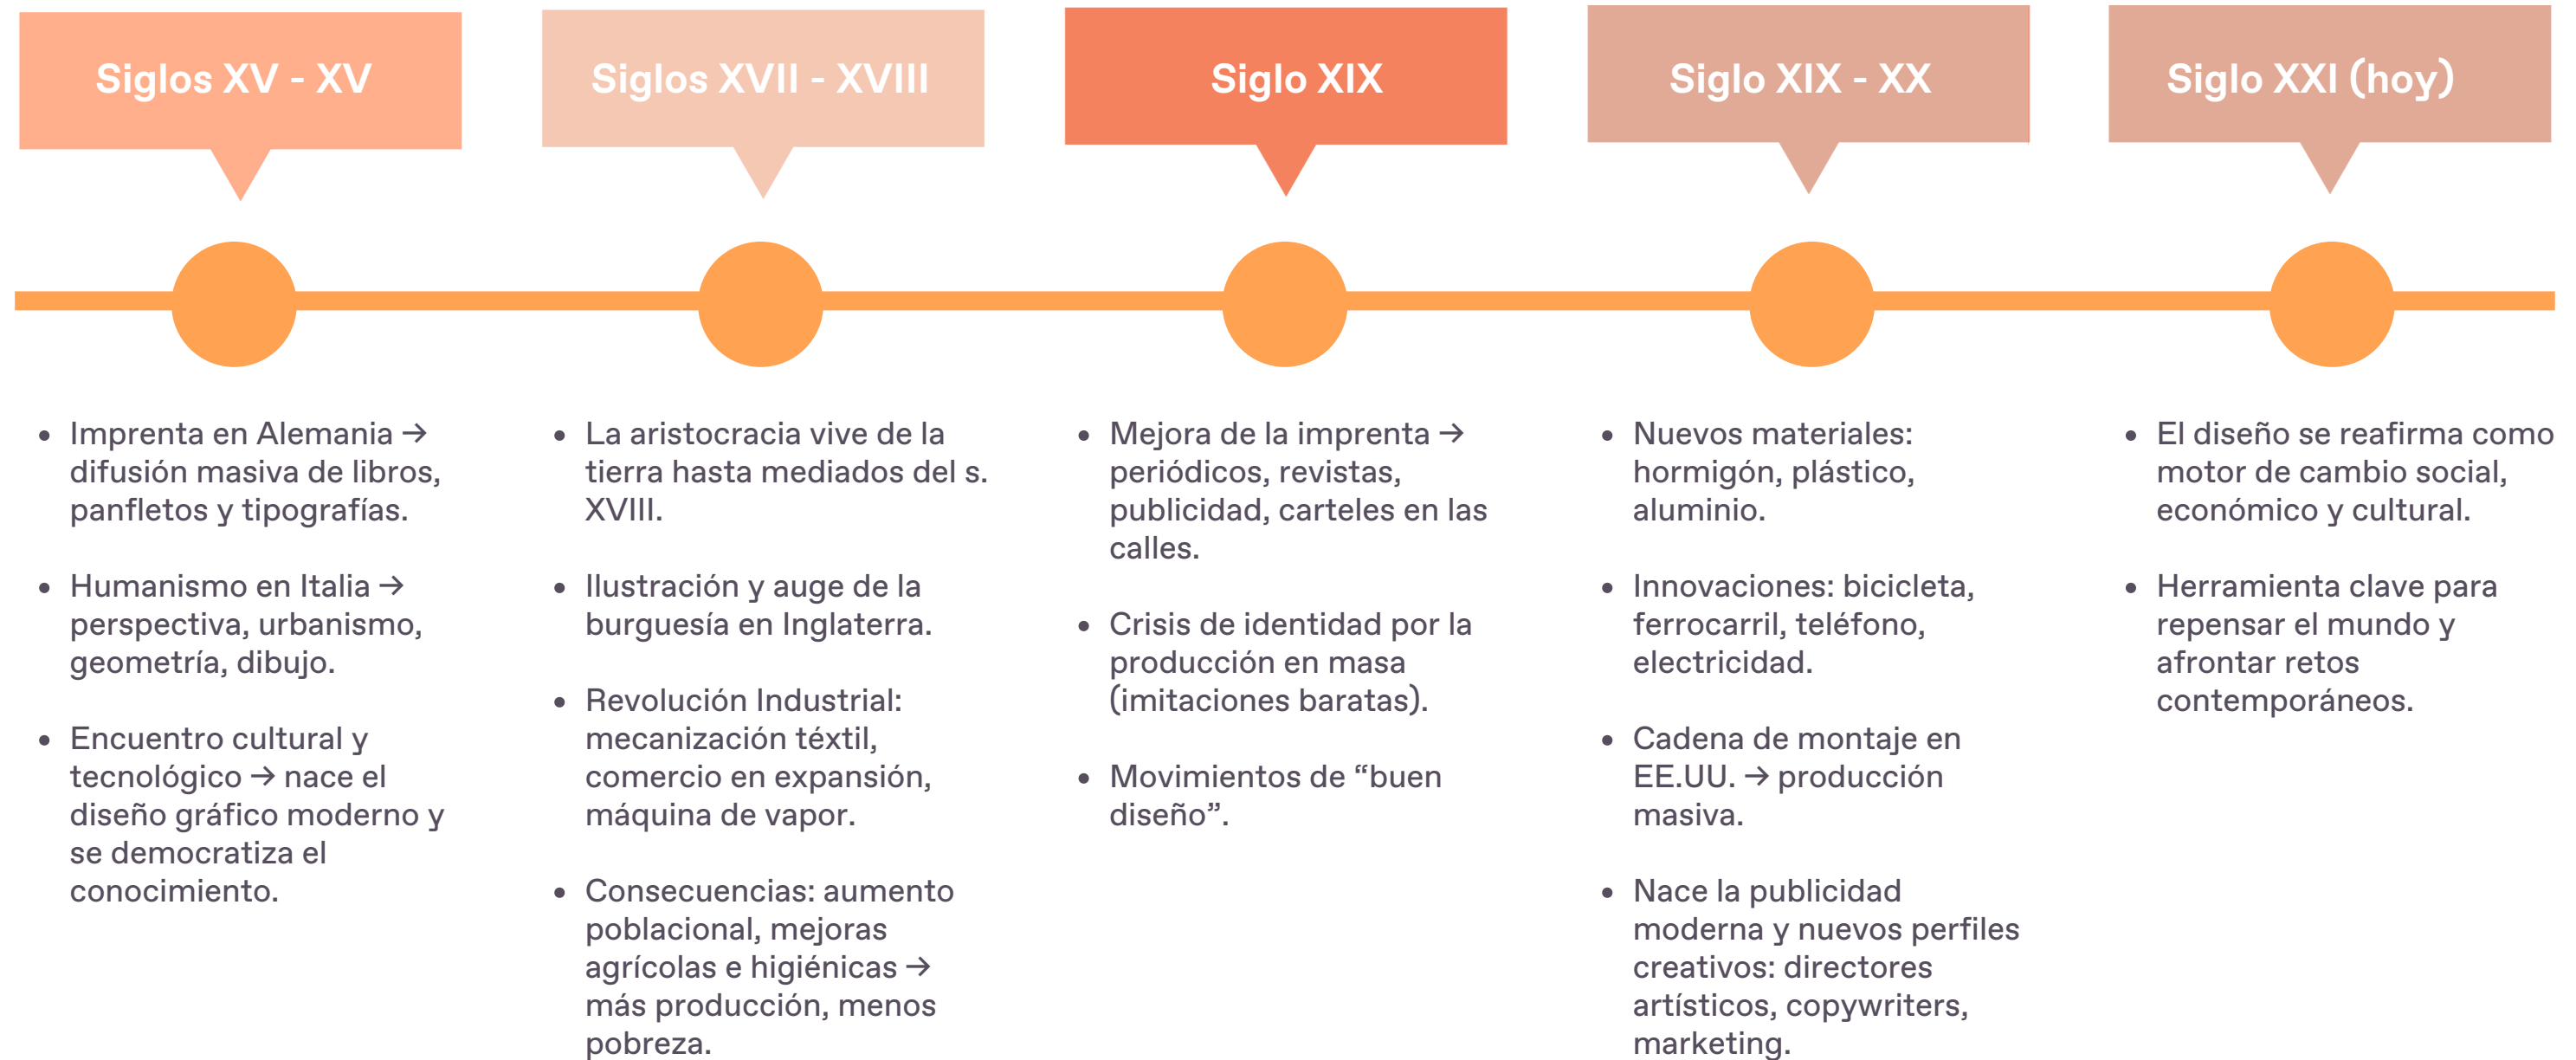 Siglos XV - XV
Imprenta en Alemania →
difusión masiva de libros,
panfletos y tipografías.
Humanismo en Italia →
perspectiva, urbanismo,
geometría, dibujo.
Encuentro cultural y
tecnológico → nace el
diseño gráfico moderno y
se democratiza el
conocimiento.
Siglos XVII - XVIII
La aristocracia vive de la
tierra hasta mediados del s.
XVIII.
Ilustración y auge de la
burguesía en Inglaterra.
Revolución Industrial:
mecanización téxtil,
comercio en expansión,
máquina de vapor.
Consecuencias: aumento
poblacional, mejoras
agrícolas e higiénicas →
más producción, menos
pobreza.
Siglo XIX
Mejora de la imprenta →
periódicos, revistas,
publicidad, carteles en las
calles.
Crisis de identidad por la
producción en masa
(imitaciones baratas).
Movimientos de “buen
diseño”.
Siglo XIX - XX
Nuevos materiales:
hormigón, plástico,
aluminio.
Innovaciones: bicicleta,
ferrocarril, teléfono,
electricidad.
Cadena de montaje en
EE.UU. → producción
masiva.
Nace la publicidad
moderna y nuevos perfiles
creativos: directores
artísticos, copywriters,
marketing.
Siglo XXI (hoy)
El diseño se reafirma como
motor de cambio social,
económico y cultural.
Herramienta clave para
repensar el mundo y
afrontar retos
contemporáneos.